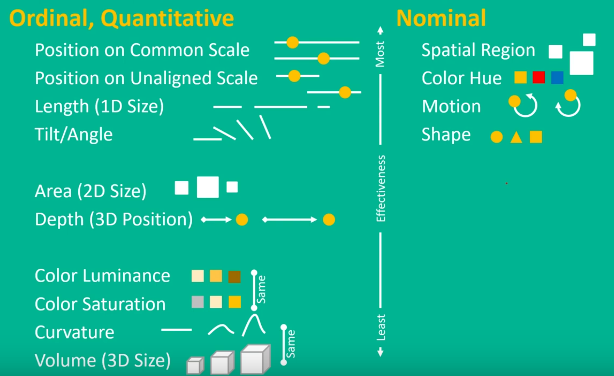 Ordinal, Quantitative
Position on Common Scale
Position on Unaligned Scale
Length (1D Size)
Tilt/Angle
Area (2D Size)
Depth (3D Position)
Color Luminance
Color Saturation
Same
Curvature
Volume (3D Size)
Same
Most
Effectiveness
Least
Nominal
Spatial Region
Color Hue
Motion
Shape